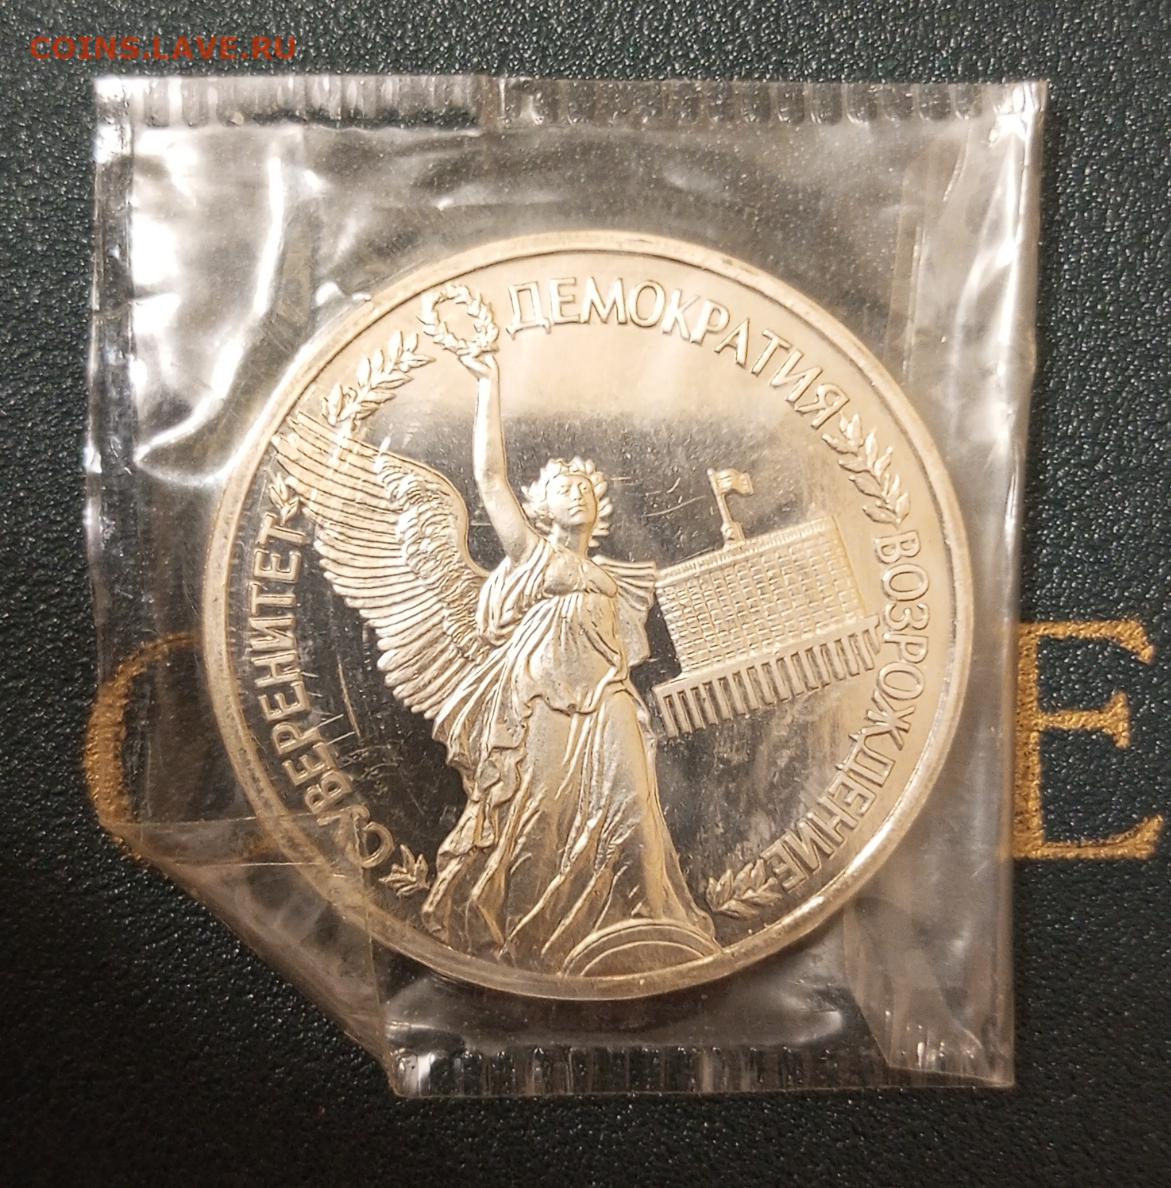 COINS.LAVE.RU
СУВЕРЕНИТЕТ
ДЕМОКРАТИЯ
ВОЗРОЖДЕНИЕ
E